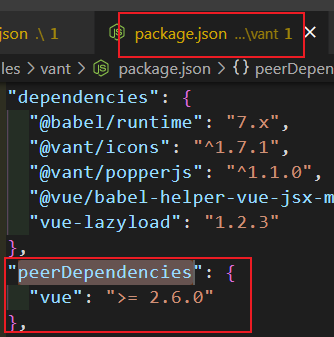 json .\ 1
package.json ...\vant 1
les > vant > package.json > {} peerDepen
"dependencies": {
"@babel/runtime": "7.x",
"@vant/icons": "^1.7.1",
"@vant/popperjs": "^1.1.0",
"@vue/babel-helper-vue-jsx-m
"vue-lazyload": "1.2.3"
},
"peerDependencies": {
"vue": ">= 2.6.0"
},